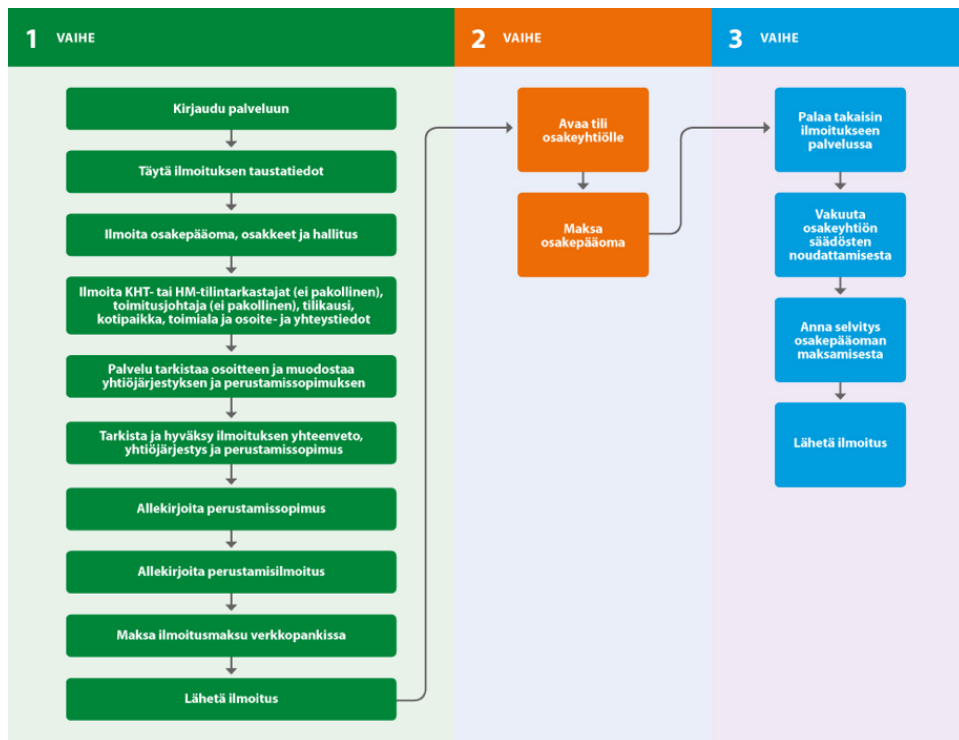 1 VAIHE
Kirjaudu palveluun
Täytä ilmoituksen taustatiedot
Ilmoita osakepääoma, osakkeet ja hallitus
Ilmoita KHT- tai HM-tilintarkastajat (ei pakollinen),
toimitusjohtaja (ei pakollinen), tilikausi,
kotipaikka, toimiala ja osoite- ja yhteystiedot
Palvelu tarkistaa osoitteen ja muodostaa
yhtiöjärjestyksen ja perustamissopimuksen
Tarkista ja hyväksy ilmoituksen yhteenveto,
yhtiöjärjestys ja perustamissopimus
Allekirjoita perustamissopimus
Allekirjoita perustamisilmoitus
Maksa ilmoitusmaksu verkkopankissa
Lähetä ilmoitus
2 VAIHE
Avaa tili
osakeyhtiölle
Maksa
osakepääoma
3 VAIHE
Palaa takaisin
ilmoitukseen
palvelussa
Vakuuta
osakeyhtiön
säädösten
noudattamisesta
Anna selvitys
osakepääoman
maksamisesta
Lähetä ilmoitus